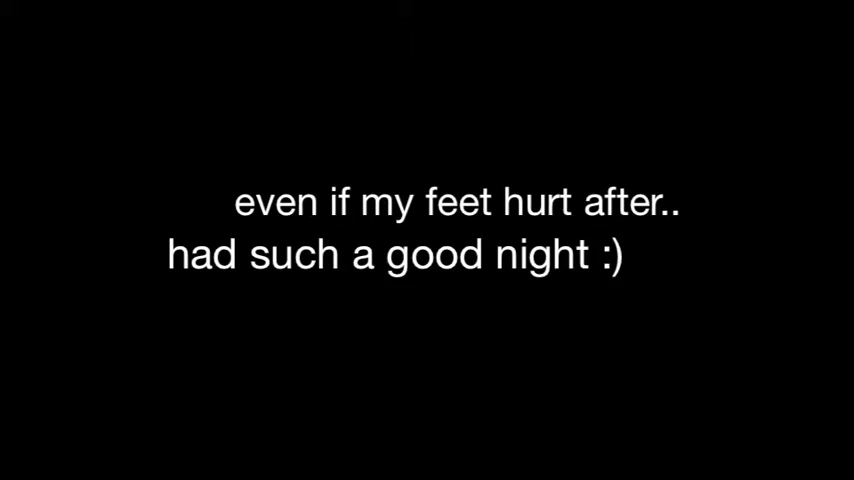 even if my feet hurt after..
had such a good night :)